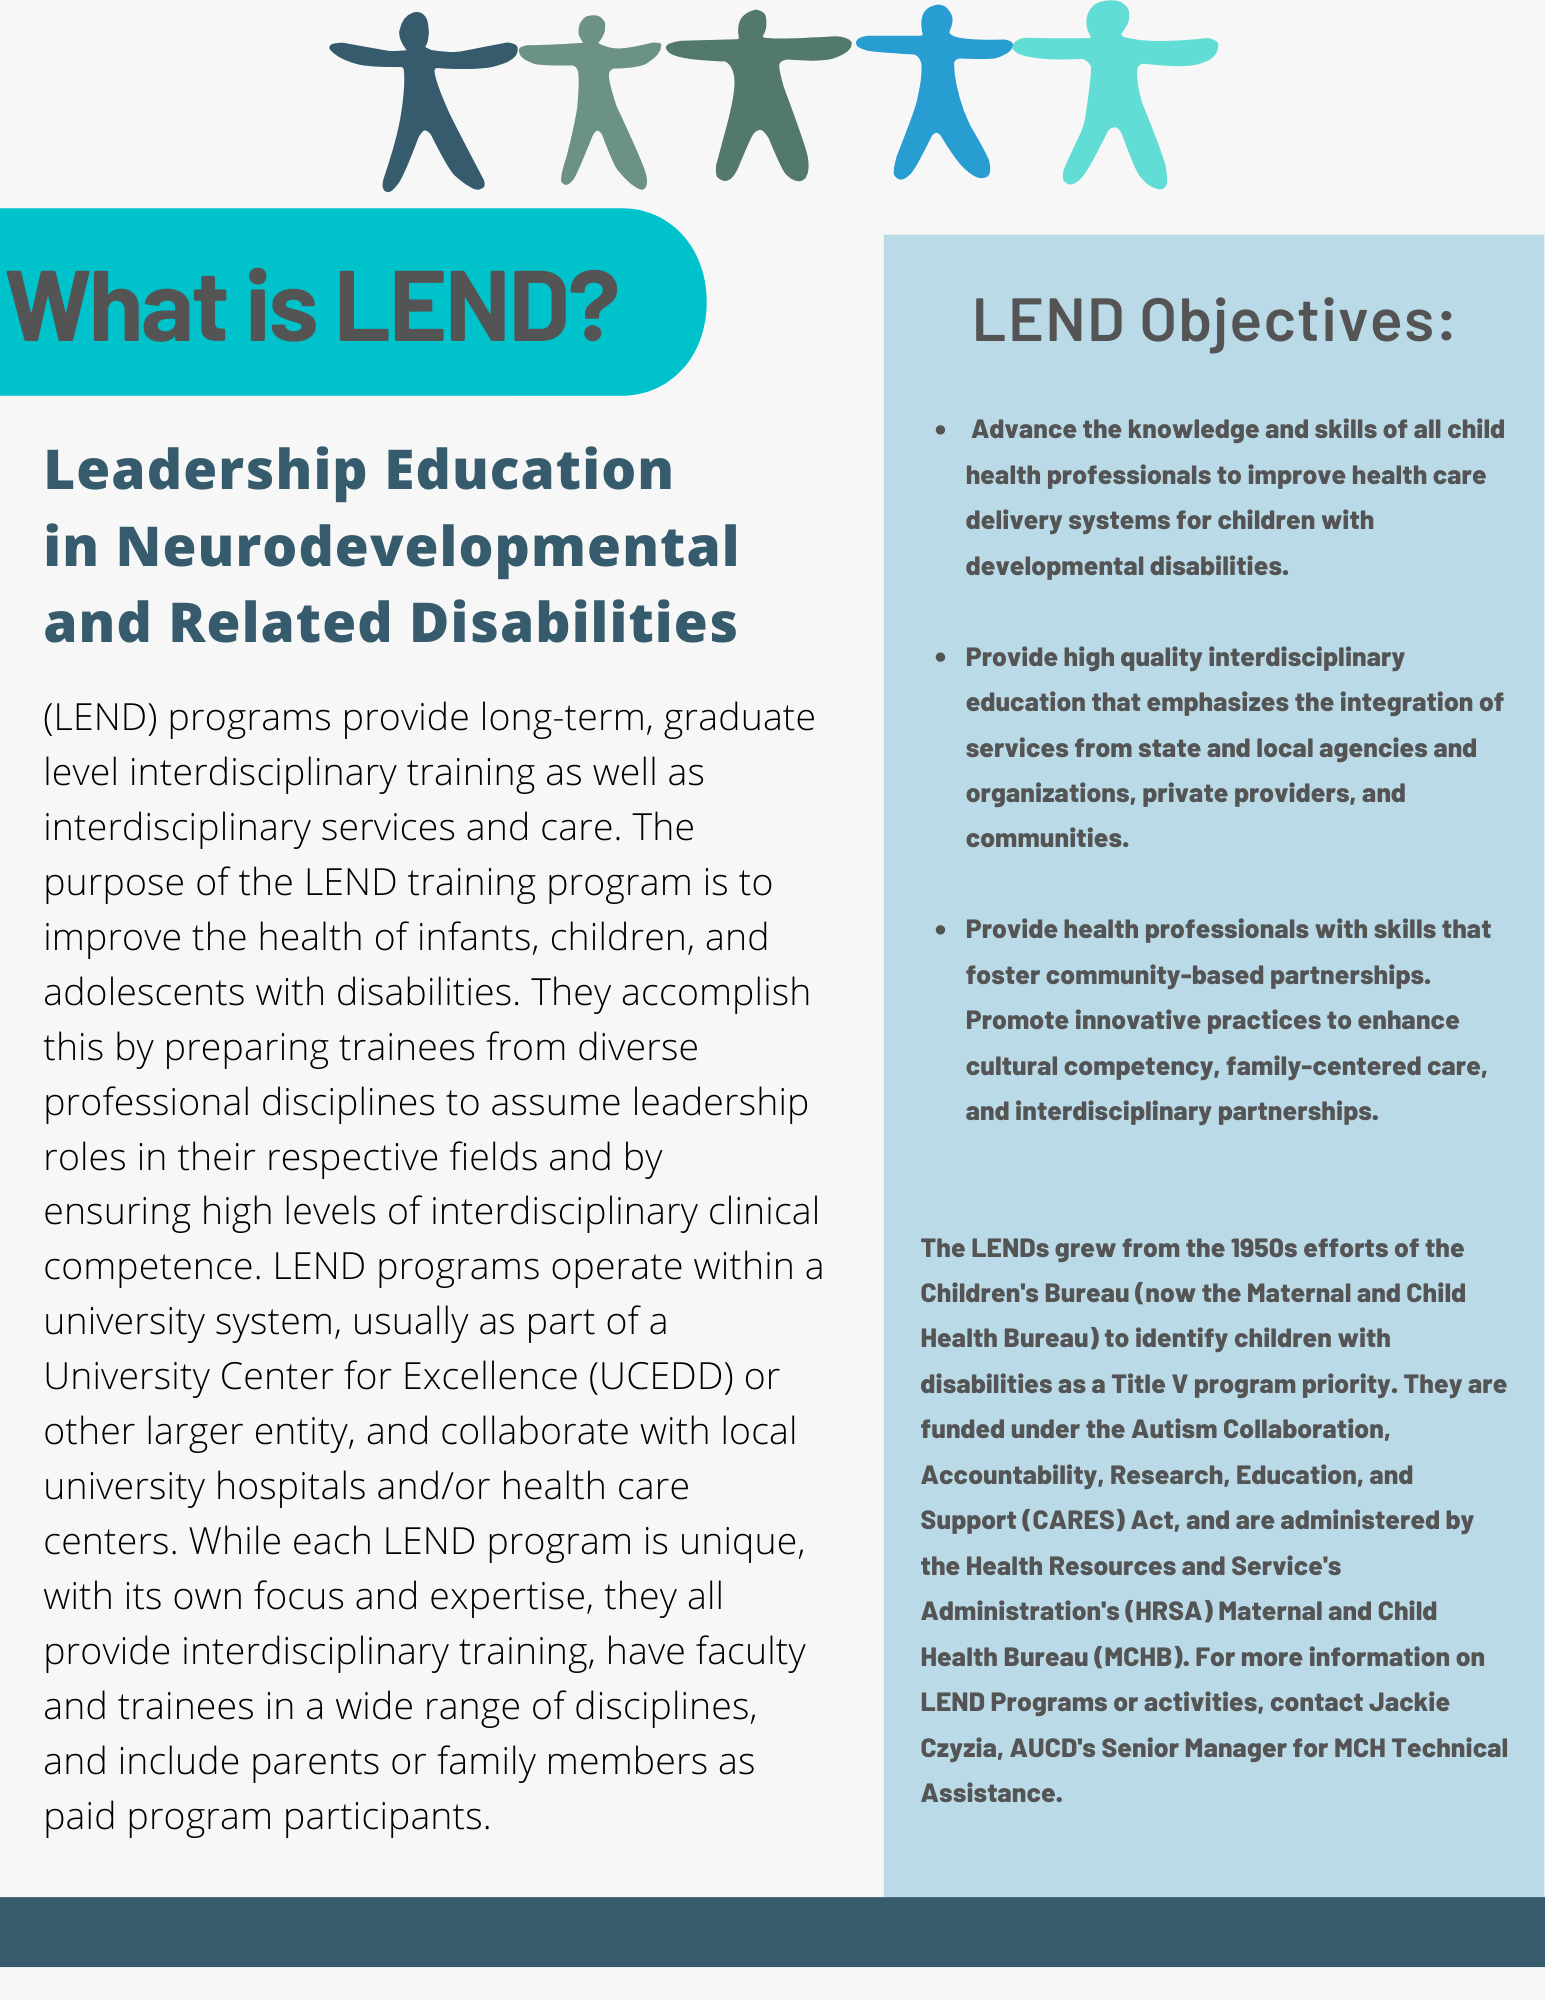 What is LEND?
Leadership Education
in Neurodevelopmental
and Related Disabilities
(LEND) programs provide long-term, graduate
level interdisciplinary training as well as
interdisciplinary services and care. The
purpose of the LEND training program is to
improve the health of infants, children, and
adolescents with disabilities. They accomplish
this by preparing trainees from diverse
professional disciplines to assume leadership
roles in their respective fields and by
ensuring high levels of interdisciplinary clinical
competence. LEND programs operate within a
university system, usually as part of a
University Center for Excellence (UCEDD) or
other larger entity, and collaborate with local
university hospitals and/or health care
centers. While each LEND program is unique,
with its own focus and expertise, they all
provide interdisciplinary training, have faculty
and trainees in a wide range of disciplines,
and include parents or family members as
paid program participants.
LEND Objectives:
• Advance the knowledge and skills of all child
health professionals to improve health care
delivery systems for children with
developmental disabilities.
• Provide high quality interdisciplinary
education that emphasizes the integration of
services from state and local agencies and
organizations, private providers, and
communities.
• Provide health professionals with skills that
foster community-based partnerships.
Promote innovative practices to enhance
cultural competency, family-centered care,
and interdisciplinary partnerships.
The LENDs grew from the 1950s efforts of the
Children's Bureau (now the Maternal and Child
Health Bureau) to identify children with
disabilities as a Title V program priority. They are
funded under the Autism Collaboration,
Accountability, Research, Education, and
Support (CARES) Act, and are administered by
the Health Resources and Service's
Administration's (HRSA) Maternal and Child
Health Bureau (MCHB). For more information on
LEND Programs or activities, contact Jackie
Czyzia, AUCD's Senior Manager for MCH Technical
Assistance.